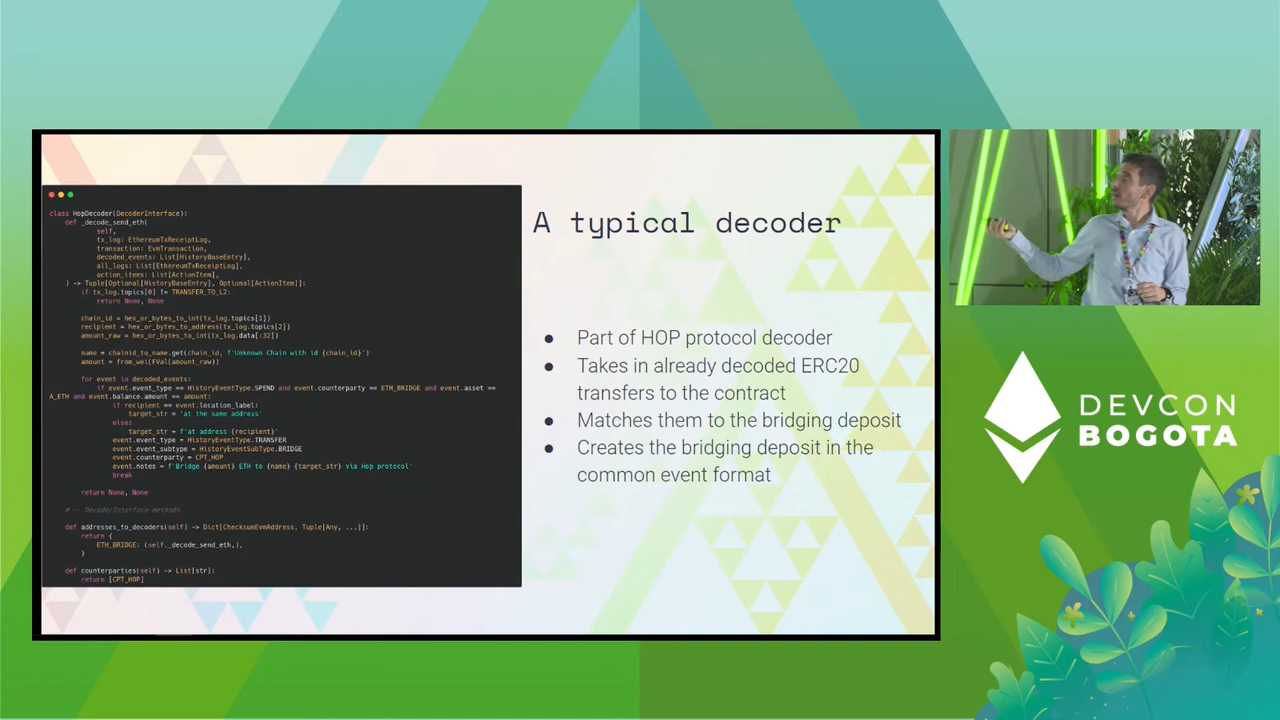 class HopDecoder(DecoderInterface):
def _decode_send_eth(
self,
tx_log: EthereumTxReceiptLog,
transaction: EvmTransaction,
decoded_events: List[HistoryBaseEntry],
all_logs: List[EthereumTxReceiptLog],
action_items: List[ActionItem],
) -> Tuple[Optional[HistoryBaseEntry], Optional[ActionItem]]:
if tx_log.topics[0] != TRANSFER_TO_L2:
return None, None
chain_id = hex_or_bytes_to_int(tx_log.topics[1])
recipient = hex_or_bytes_to_address(tx_log.topics[2])
amount_raw = hex_or_bytes_to_int(tx_log.data[:32])
name = chainid_to_name.get(chain_id, f'Unknown Chain with id {chain_id}')
amount = from_wei(FVal(amount_raw))
for event in decoded_events:
if event.event_type == HistoryEventType.SPEND and event.counterparty == ETH_BRIDGE and event.asset ==
A_ETH and event.balance.amount == amount:
if recipient == event.location_label:
target_str = 'at the same address'
else:
target_str = f'at address {recipient}'
event.event_type = HistoryEventType.TRANSFER
event.event_subtype = HistoryEventSubType.BRIDGE
event.counterparty = CPT_HOP
event.notes = f'Bridge {amount} ETH to {name} {target_str} via Hop protocol'
break
return None, None
# -- DecoderInterface methods
def addresses_to_decoders(self) -> Dict[ChecksumEvmAddress, Tuple[Any, ...]]:
return {
ETH_BRIDGE: (self._decode_send_eth,),
}
def counterparties(self) -> List[str]:
return [CPT_HOP]
A typical decoder
● Part of HOP protocol decoder
● Takes in already decoded ERC20
transfers to the contract
● Matches them to the bridging deposit
● Creates the bridging deposit in the
common event format
DEVCON
BOGOTA